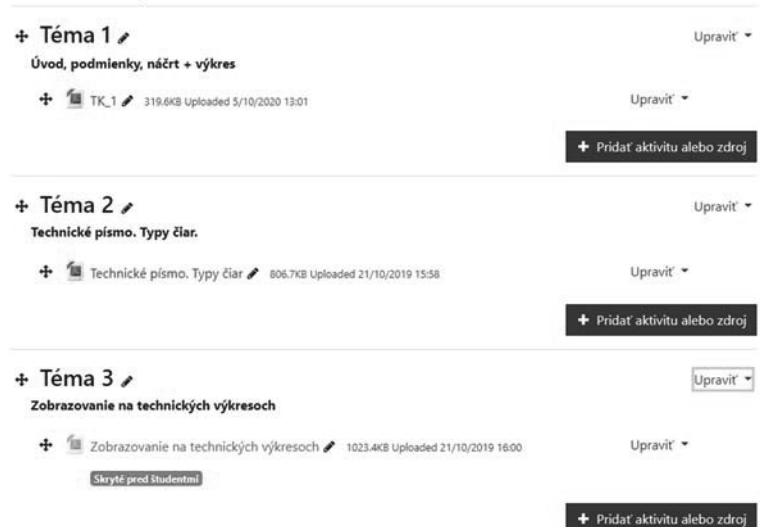 Téma 1
Upraviť
Úvod, podmienky, náčrt + výkres
TK_1 319.6KB Uploaded 5/10/2020 13:01
Upraviť
+ Pridať aktivitu alebo zdroj
Téma 2
Upraviť
Technické písmo. Typy čiar.
Technické písmo. Typy čiar 806.7KB Uploaded 21/10/2019 15:58
Upraviť
+ Pridať aktivitu alebo zdroj
Téma 3
Upraviť
Zobrazovanie na technických výkresoch
Zobrazovanie na technických výkresoch 1023.4KB Uploaded 21/10/2019 16:00
Upraviť
Skryté pred študentmi
+ Pridať aktivitu alebo zdroj